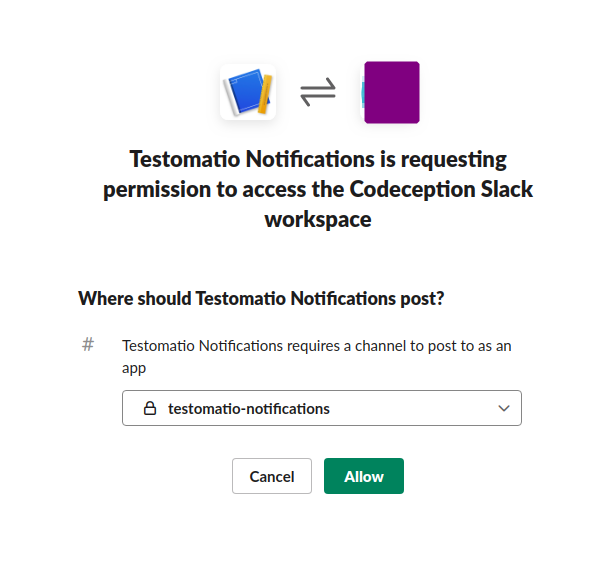 Testomatio Notifications is requesting
permission to access the Codeception Slack
workspace
Where should Testomatio Notifications post?
# Testomatio Notifications requires a channel to post to as an
app
testomatio-notifications
Cancel Allow